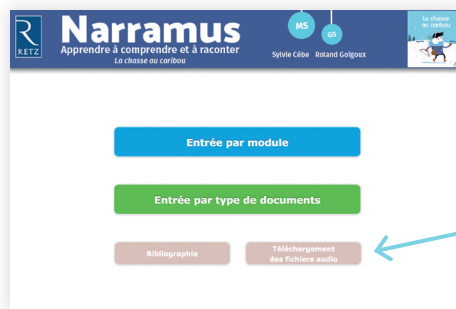 RETZ
Narramus
Apprendre à comprendre et à raconter
La chasse au caribou
MS
GS
Sylvie Cèbe Roland Goigoux
La chasse
au caribou
Entrée par module
Entrée par type de documents
Bibliographie
Téléchargement
des fichiers audio